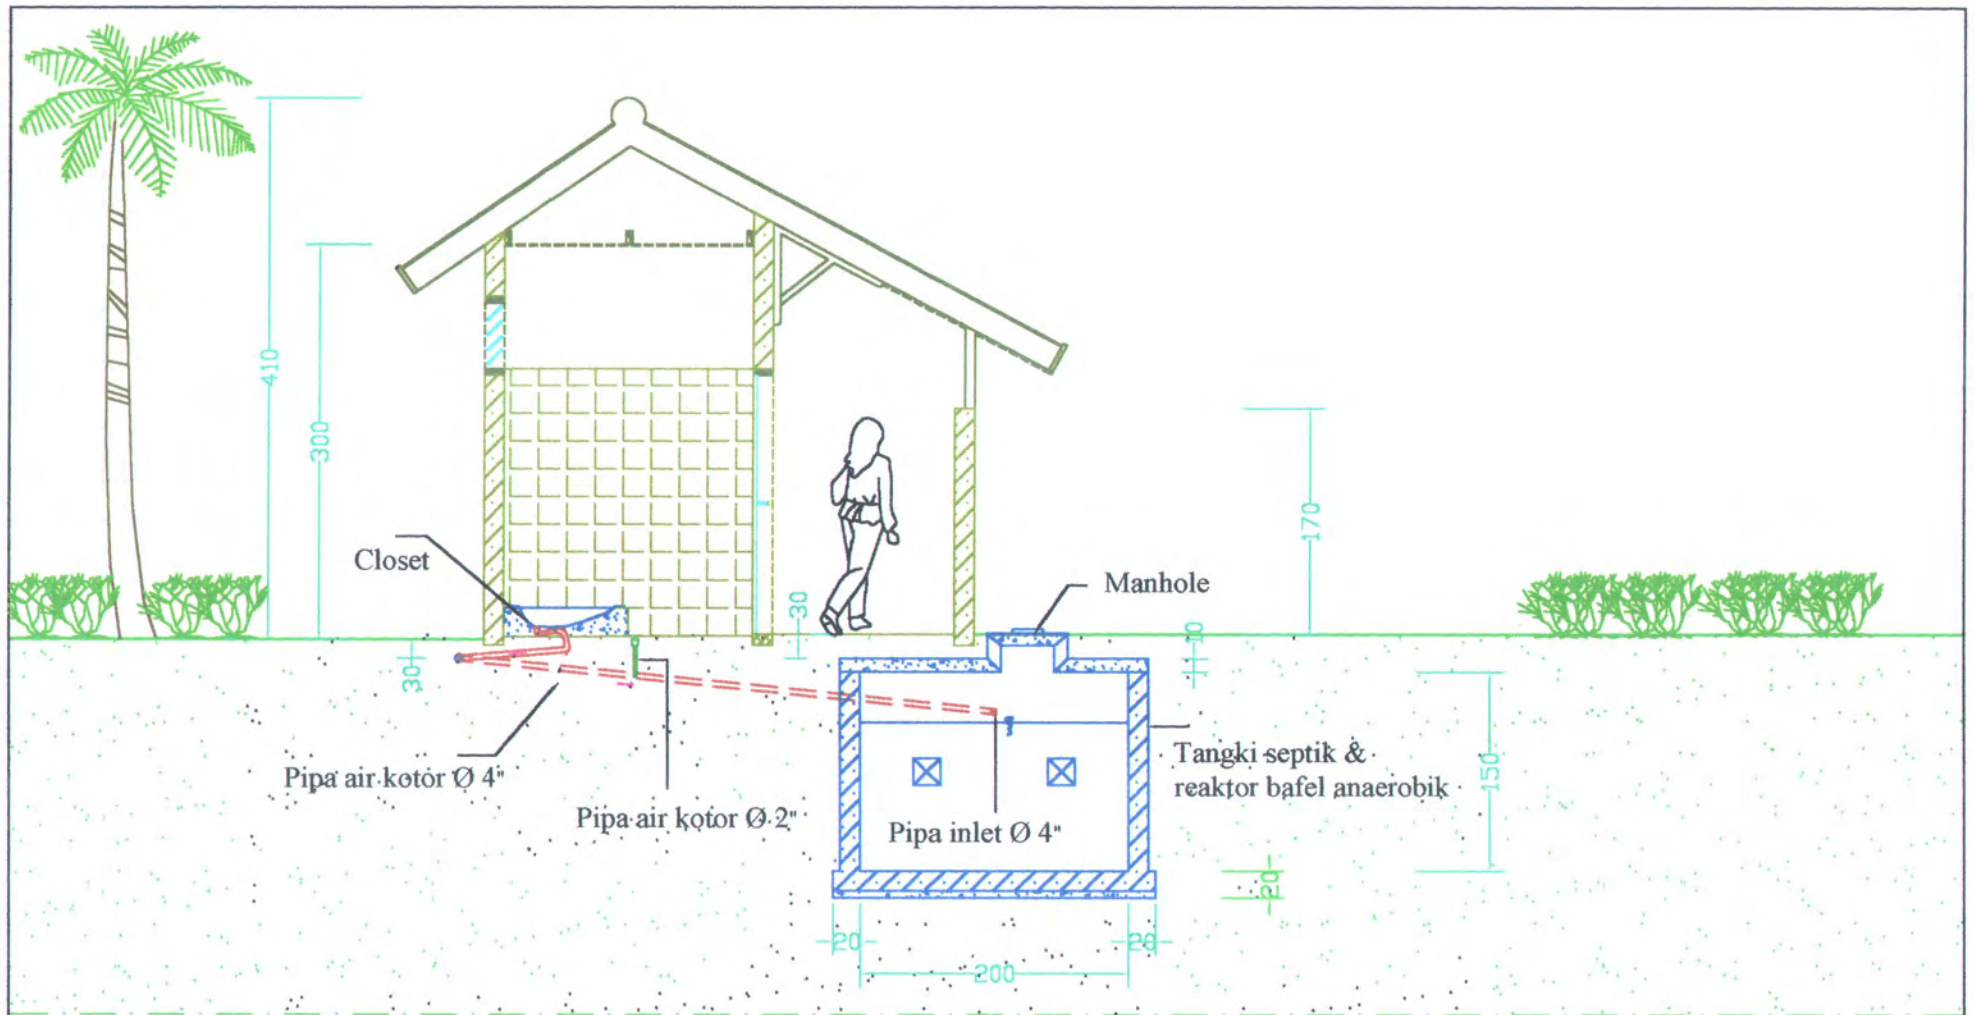 410
300
170
Closet
30
Manhole
10
30
Tangki septik &
reaktor bafel anaerobik
150
Pipa air kotor Ø 4"
Pipa air kotor Ø 2"
Pipa inlet Ø 4"
20
20
20
200